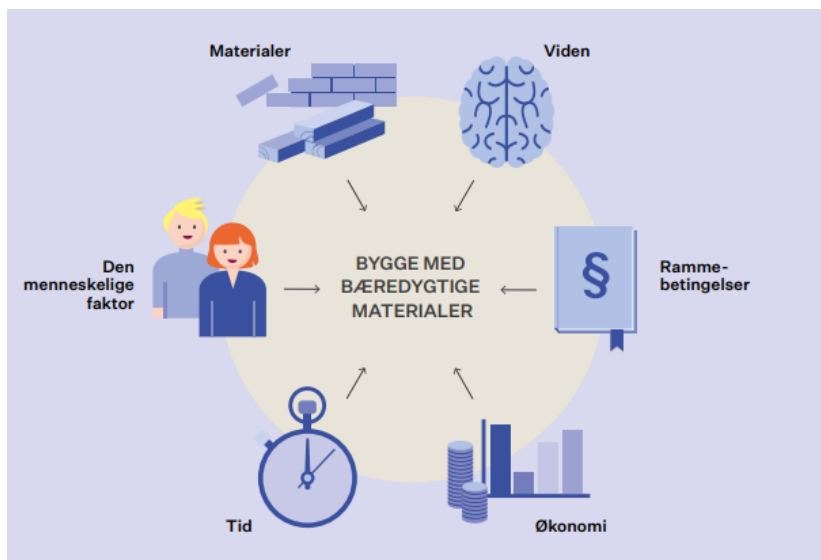 Materialer
Viden
Den
menneskelige
faktor
BYGGE MED
BÆREDYGTIGE
MATERIALER
§
Ramme-
betingelser
Tid
Økonomi